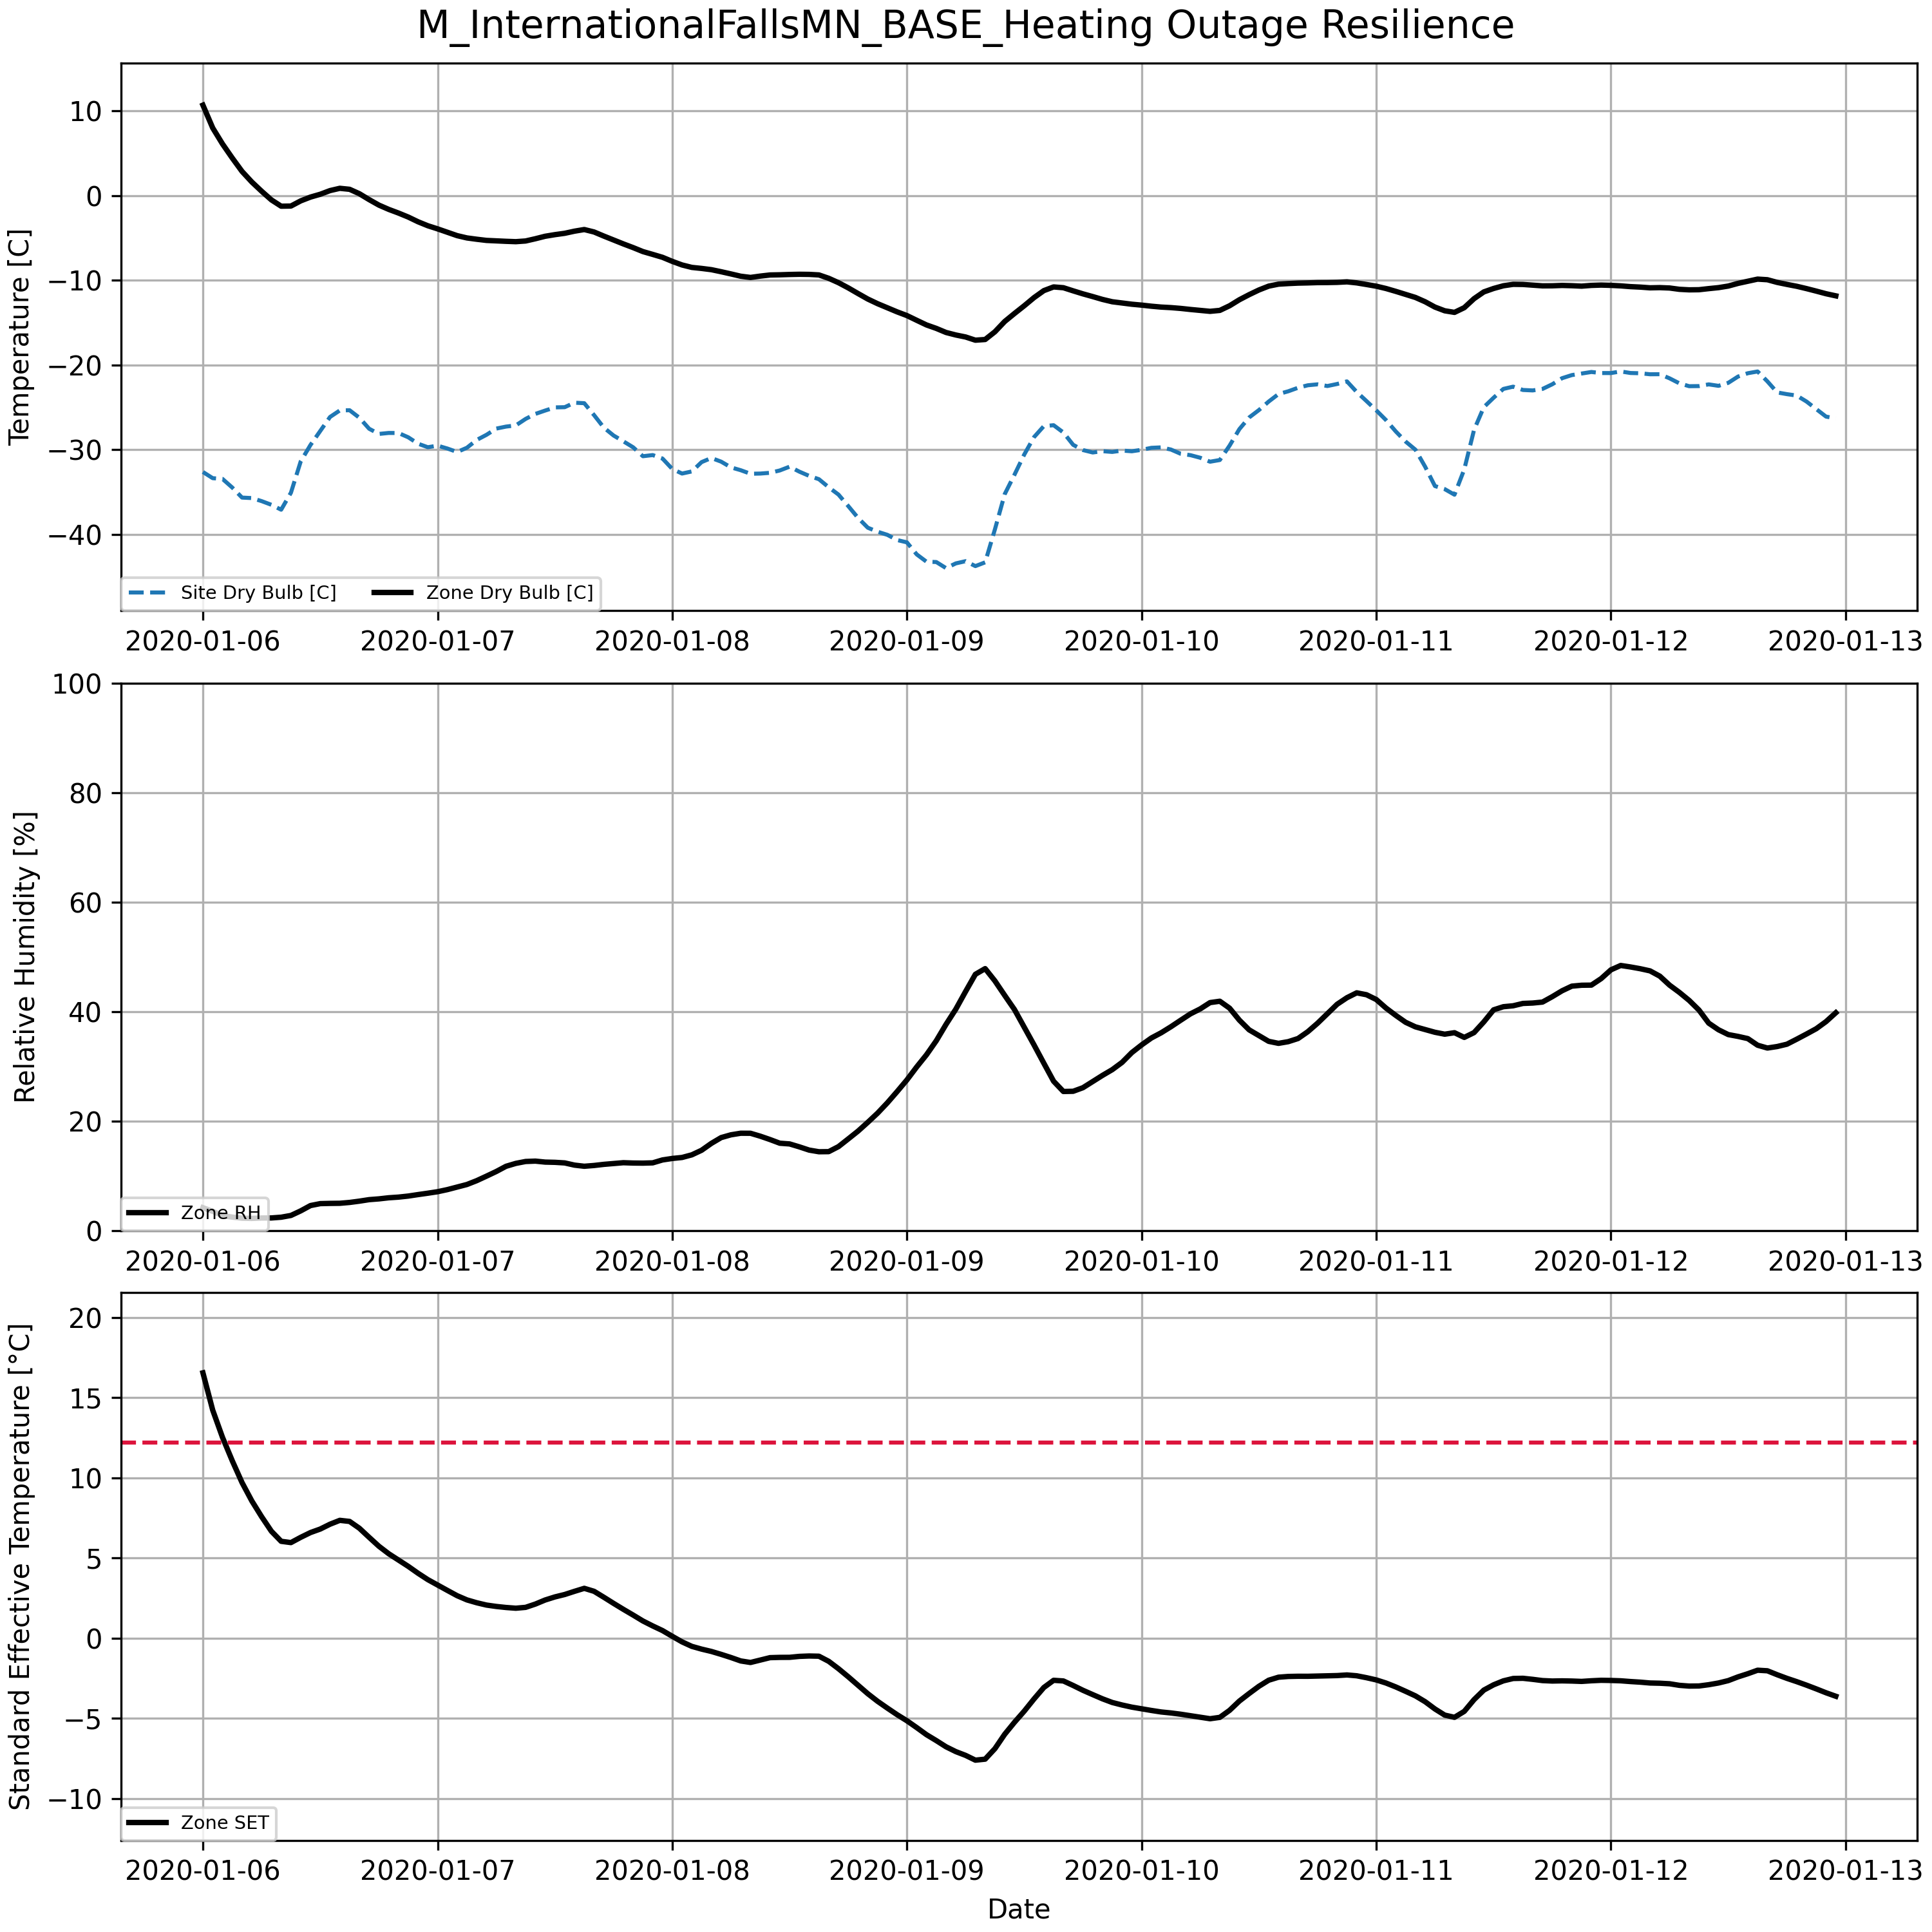 M_InternationalFallsMN_BASE_Heating Outage Resilience
Temperature [C]
10
0
−10
−20
−30
−40
Site Dry Bulb [C] Zone Dry Bulb [C]
2020-01-06 2020-01-07 2020-01-08 2020-01-09 2020-01-10 2020-01-11 2020-01-12 2020-01-13
Relative Humidity [%]
100
80
60
40
20
0
Zone RH
2020-01-06 2020-01-07 2020-01-08 2020-01-09 2020-01-10 2020-01-11 2020-01-12 2020-01-13
Standard Effective Temperature [°C]
20
15
10
5
0
−5
−10
Zone SET
2020-01-06 2020-01-07 2020-01-08 2020-01-09 2020-01-10 2020-01-11 2020-01-12 2020-01-13
Date